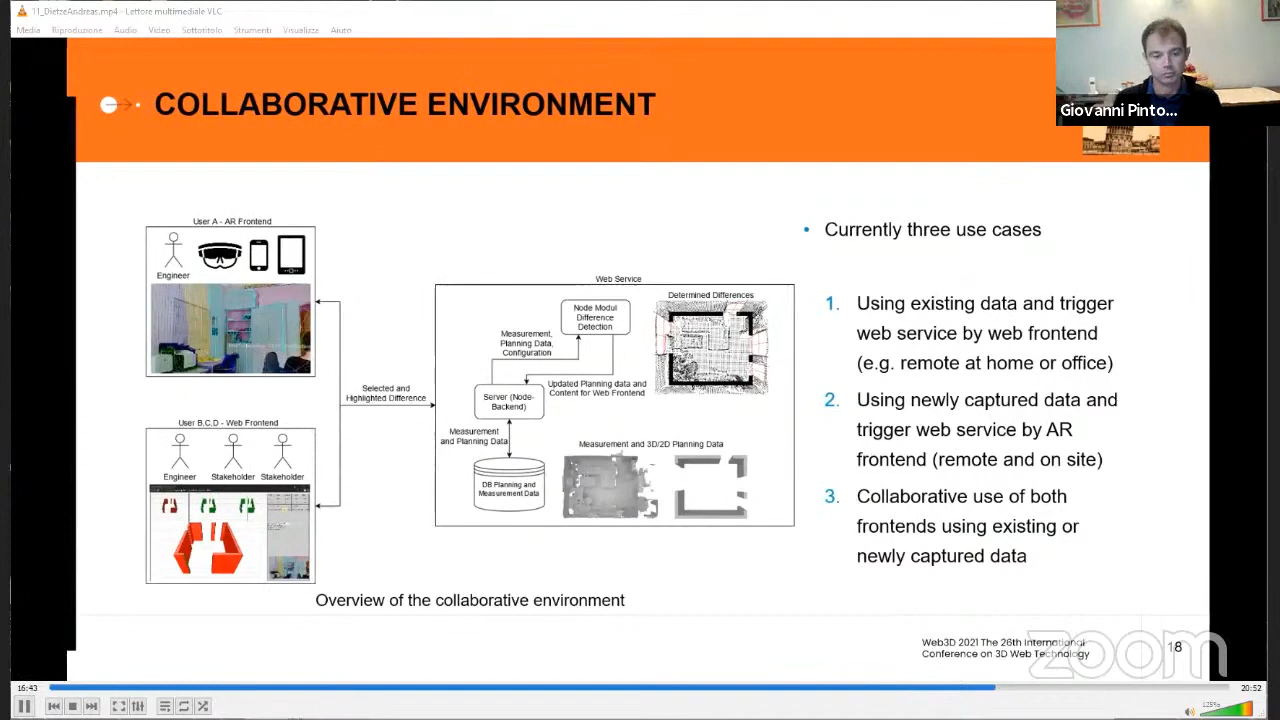 11_DietzeAndreas.mp4 - Lettore multimediale VLC
Media Riproduzione Audio Video Sottotitolo Strumenti Visualizza Aiuto
COLLABORATIVE ENVIRONMENT
Giovanni Pinto...
User A - AR Frontend
Engineer
User B,C,D - Web Frontend
Engineer Stakeholder Stakeholder
Selected and
Highlighted Difference
Web Service
Node Modul
Difference
Detection
Determined Differences
Measurement,
Planning Data,
Configuration
Updated Planning data and
Content for Web Frontend
Server (Node-
Backend)
Measurement
and Planning Data
Measurement and 3D/2D Planning Data
DB Planning and
Measurement Data
Overview of the collaborative environment
• Currently three use cases
1. Using existing data and trigger
web service by web frontend
(e.g. remote at home or office)
2. Using newly captured data and
trigger web service by AR
frontend (remote and on site)
3. Collaborative use of both
frontends using existing or
newly captured data
Web3D 2021 The 26th International
Conference on 3D Web Technology
18
zoom
16:43
20:52
125%